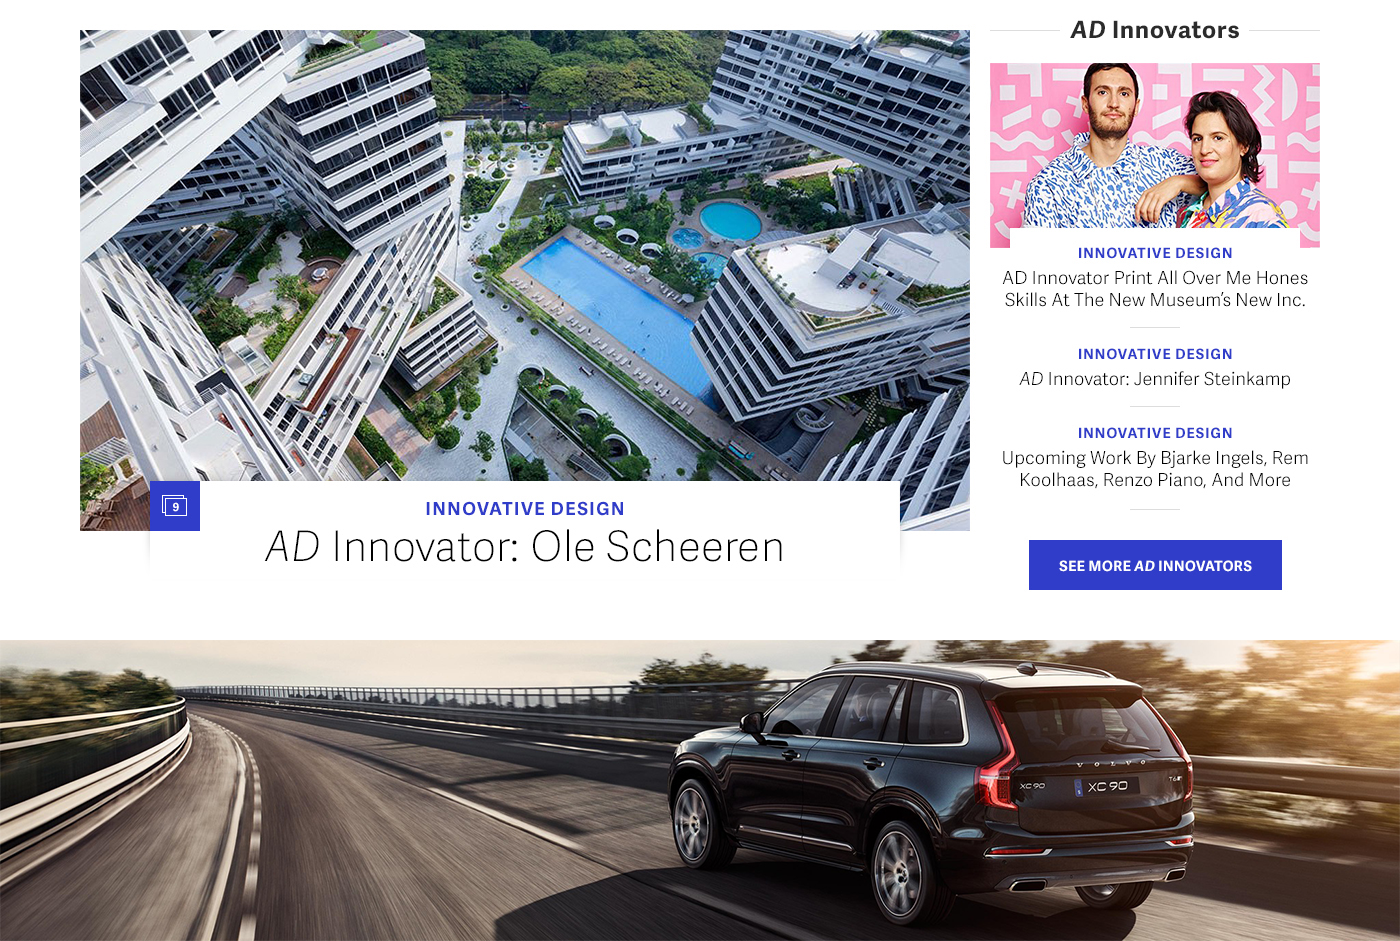 AD Innovators
INNOVATIVE DESIGN
AD Innovator Print All Over Me Hones
Skills At The New Museum’s New Inc.
INNOVATIVE DESIGN
AD Innovator: Jennifer Steinkamp
INNOVATIVE DESIGN
Upcoming Work By Bjarke Ingels, Rem
Koolhaas, Renzo Piano, And More
SEE MORE AD INNOVATORS
9
INNOVATIVE DESIGN
AD Innovator: Ole Scheeren
VOLVO
XC90
XC90
T6